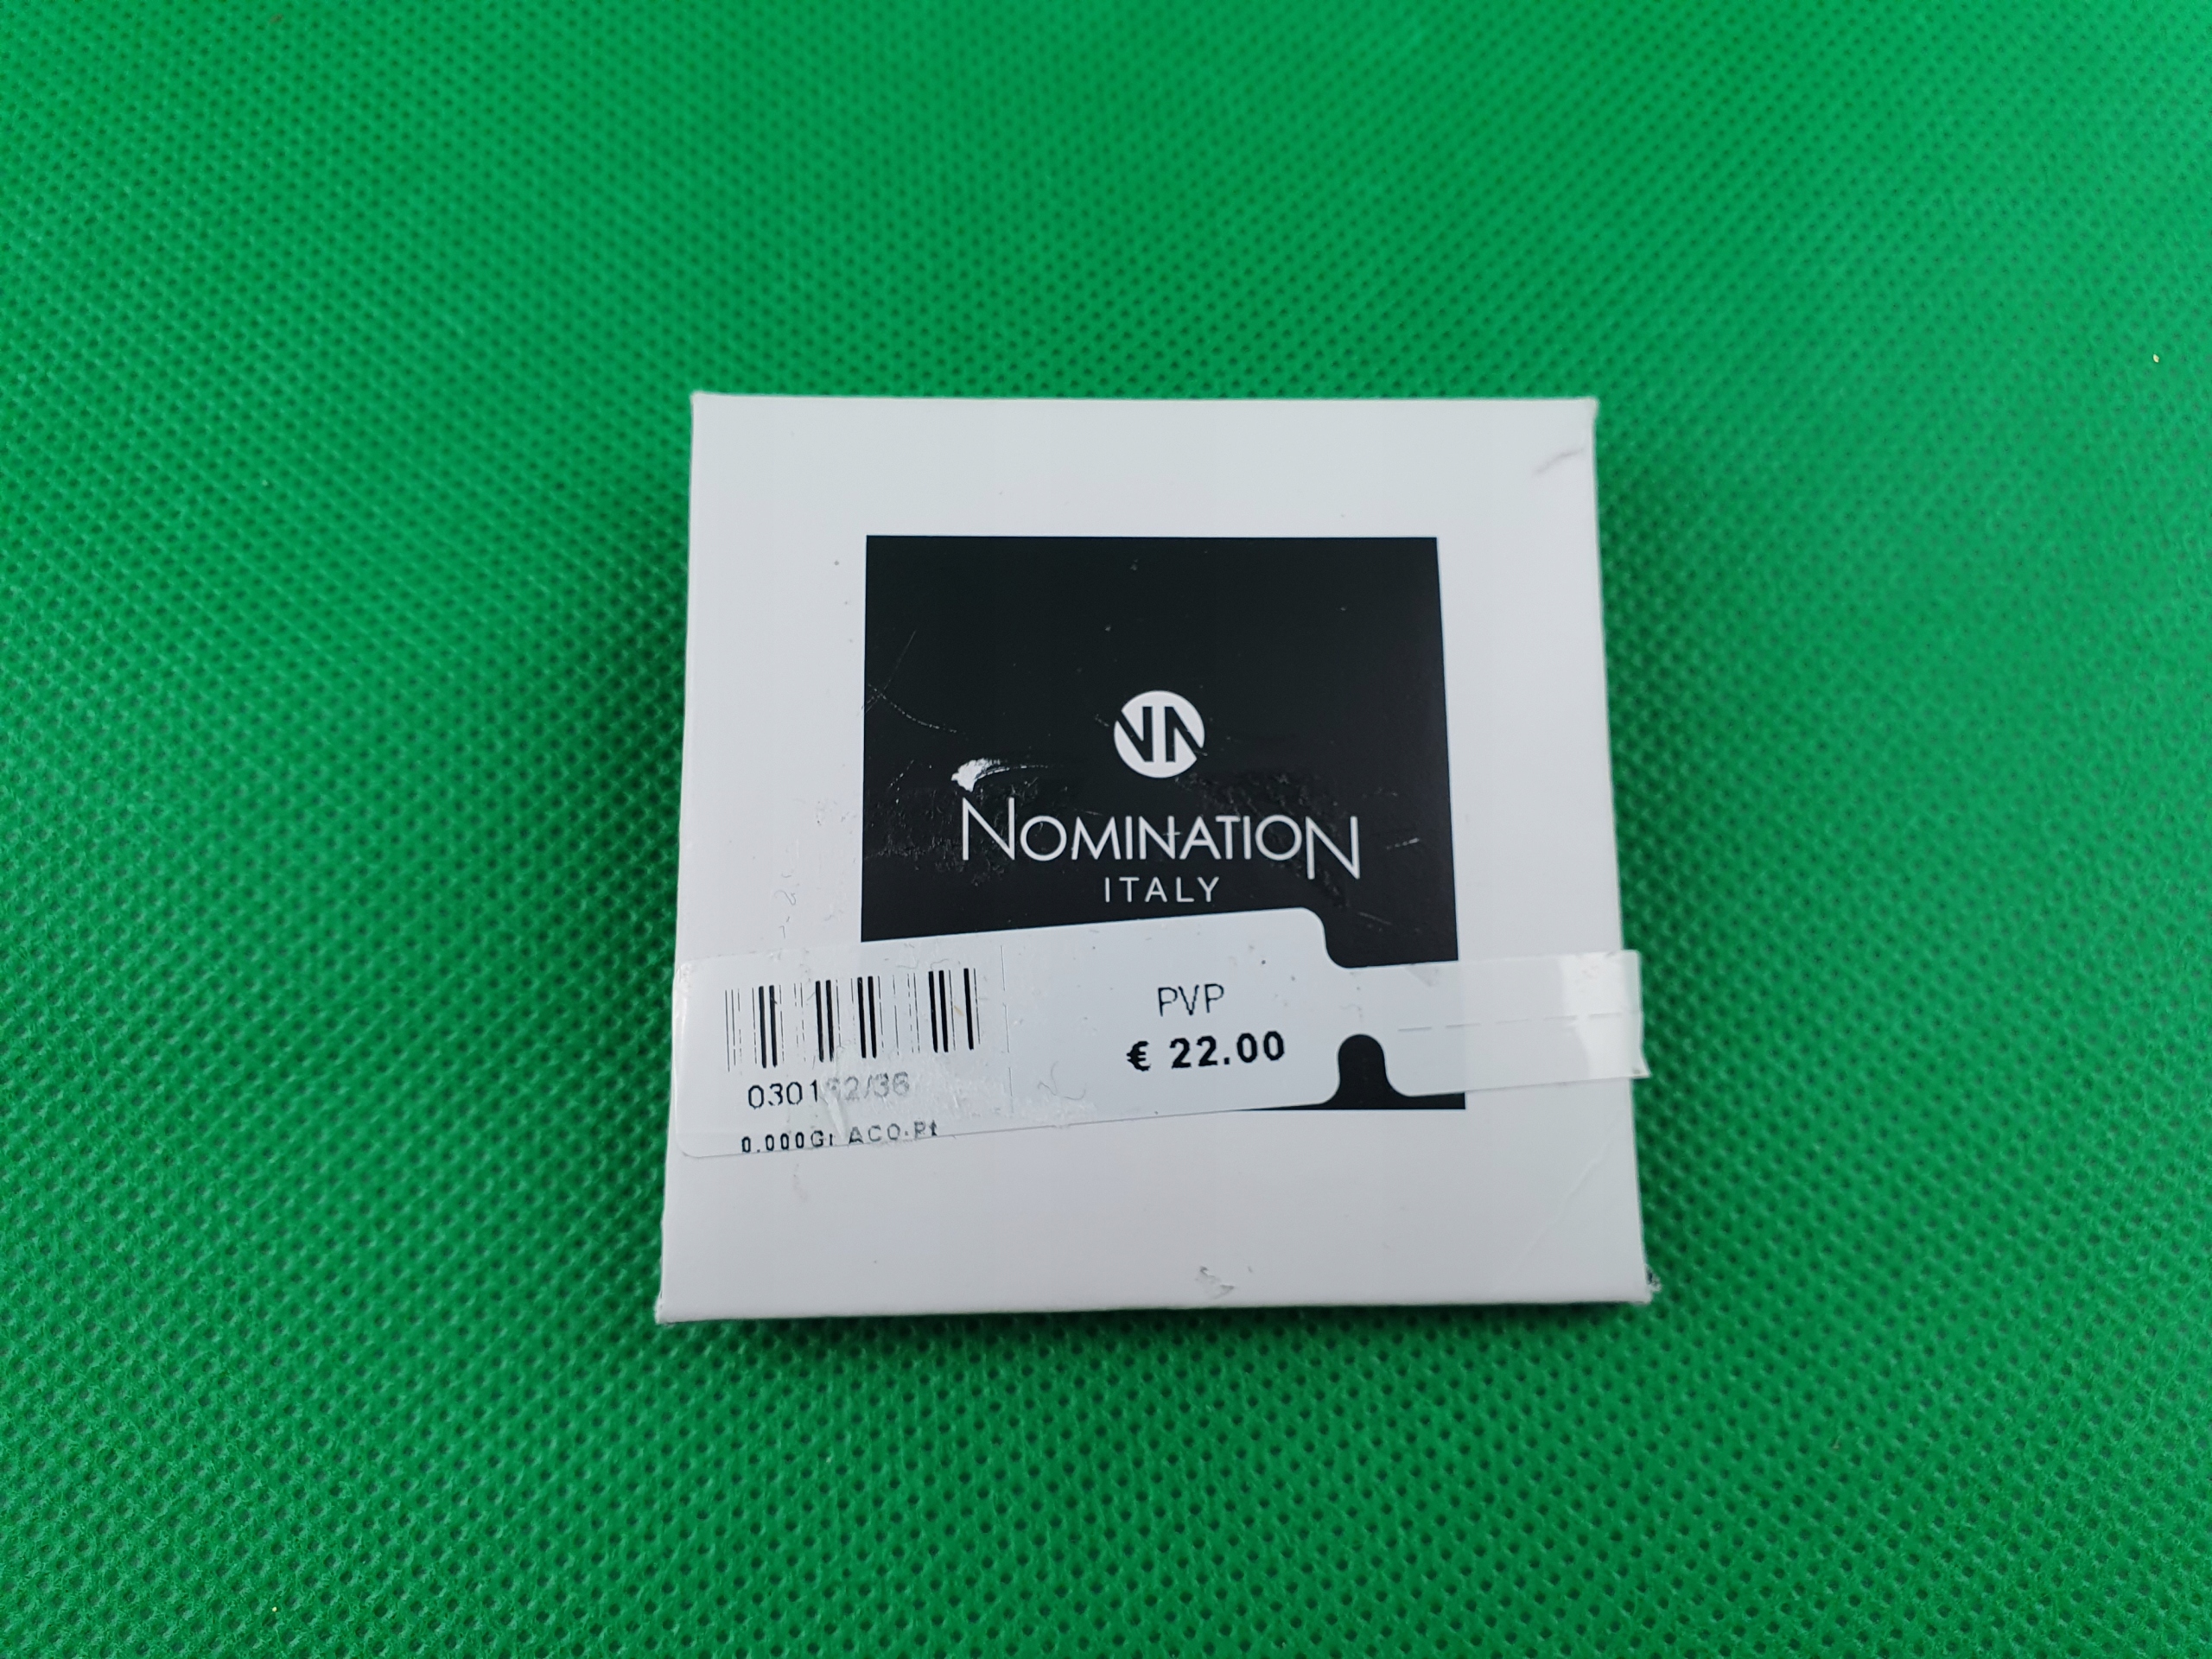 NOMINATION
ITALY
PVP
€ 22.00
0.000Gr ACO.Pt